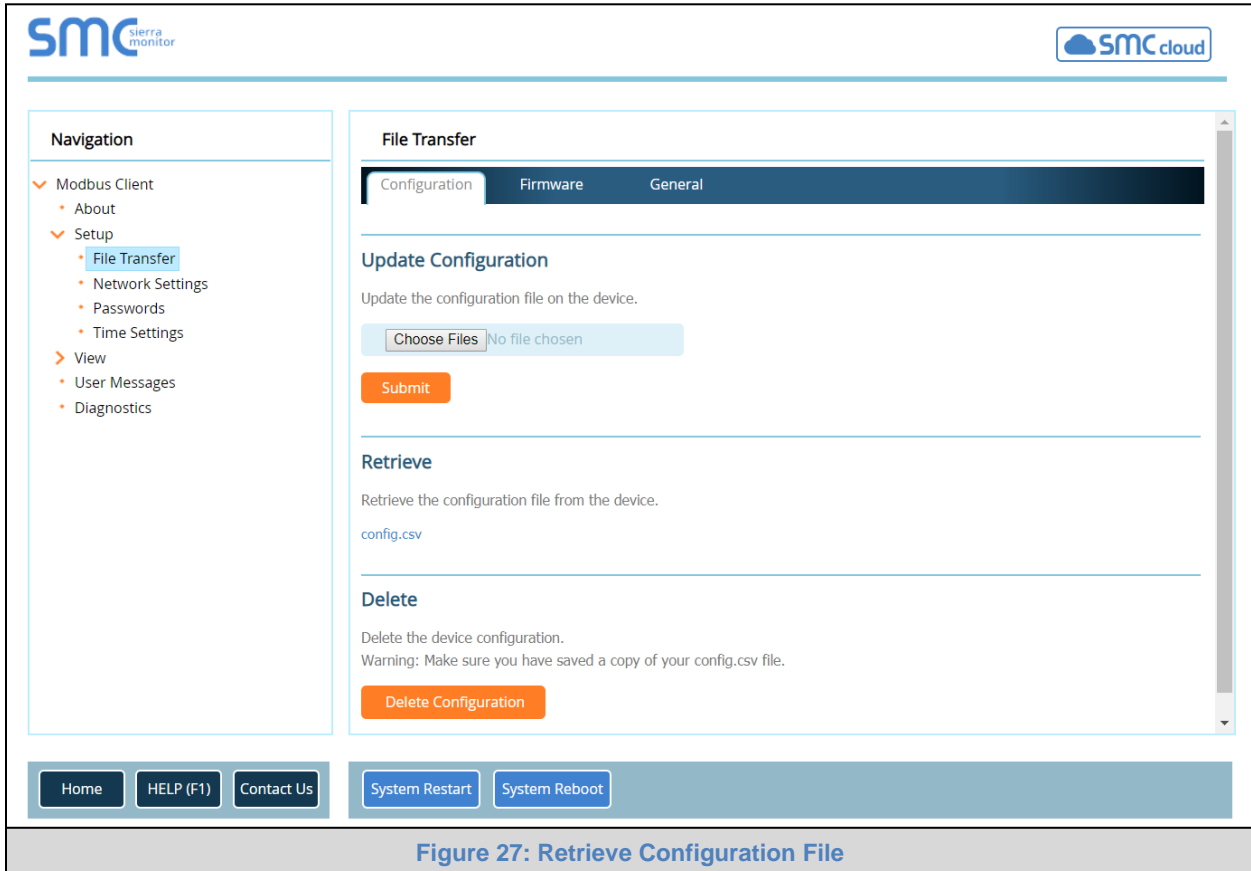 SMC sierra monitor
SMC cloud
Navigation
Modbus Client
About
Setup
File Transfer
Network Settings
Passwords
Time Settings
View
User Messages
Diagnostics
File Transfer
Configuration Firmware General
Update Configuration
Update the configuration file on the device.
Choose Files No file chosen
Submit
Retrieve
Retrieve the configuration file from the device.
config.csv
Delete
Delete the device configuration.
Warning: Make sure you have saved a copy of your config.csv file.
Delete Configuration
Home HELP (F1) Contact Us System Restart System Reboot
Figure 27: Retrieve Configuration File